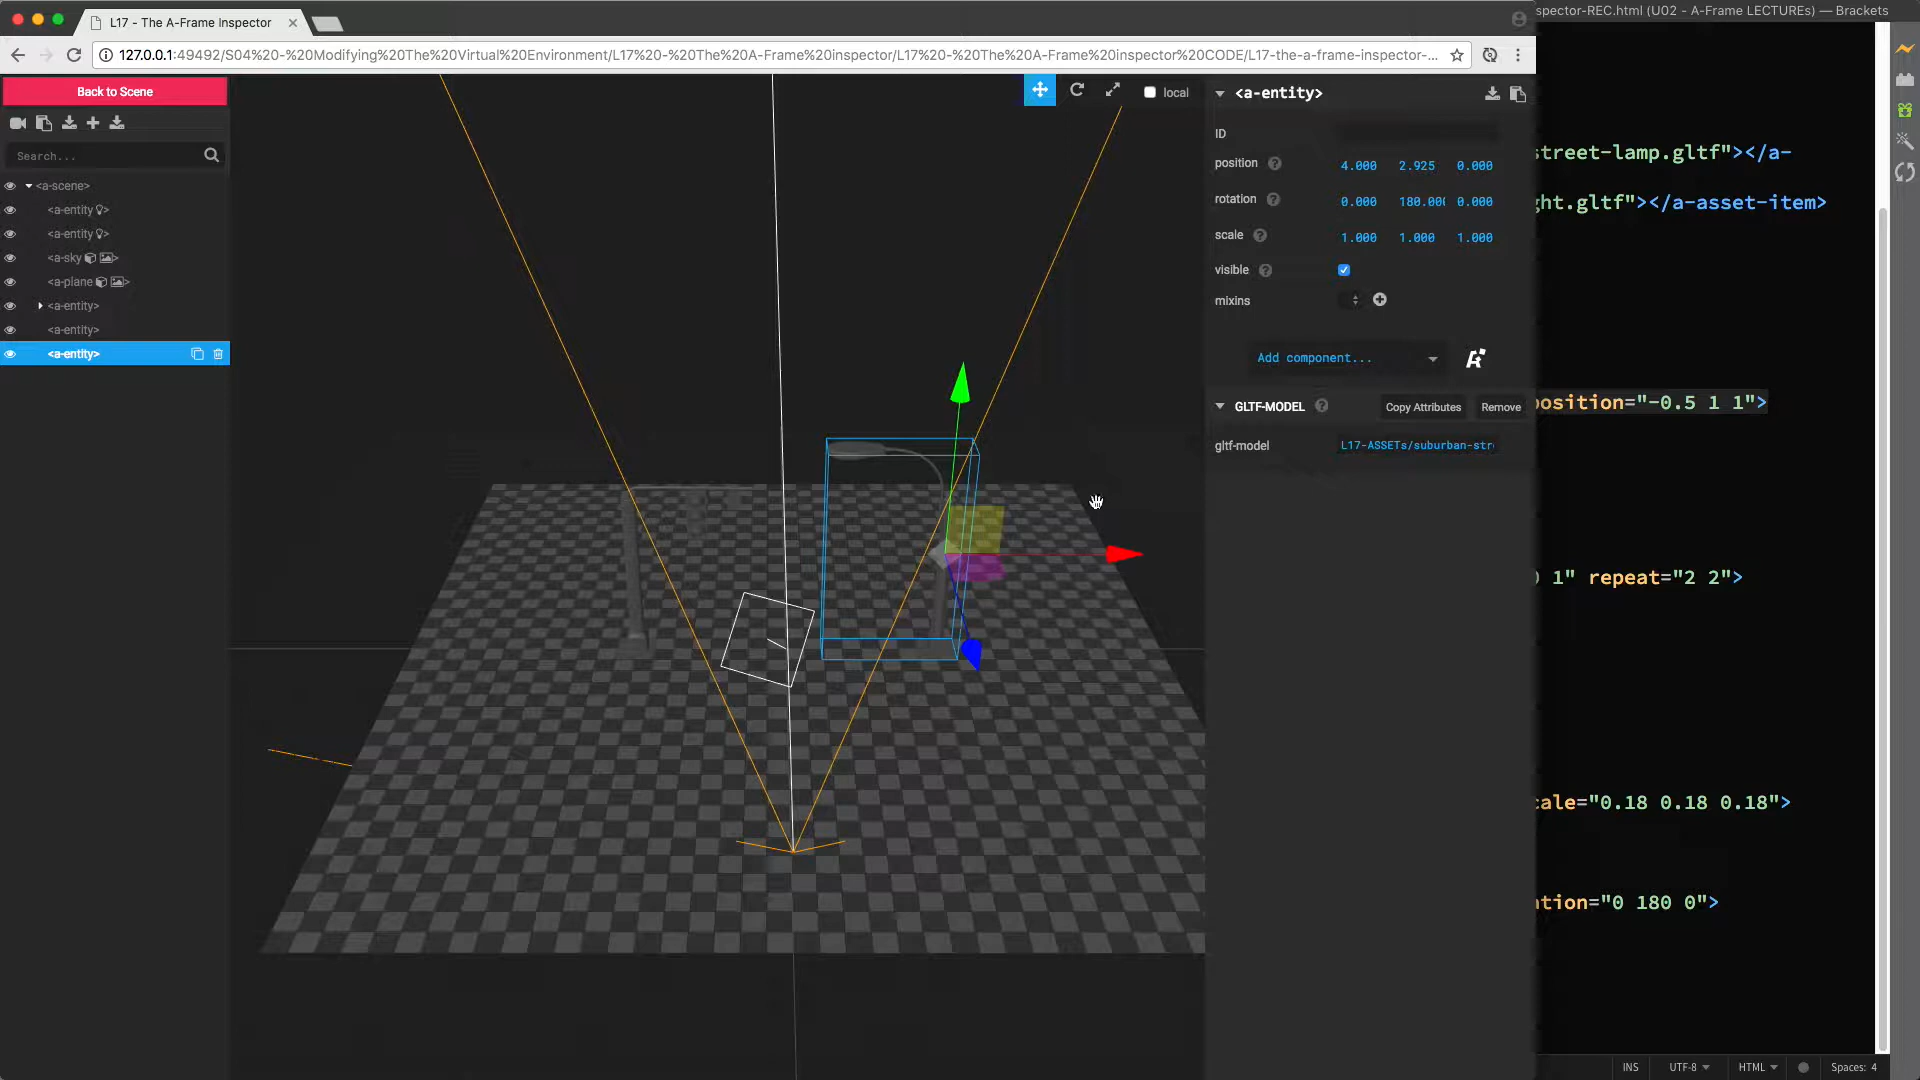 L17 - The A-Frame Inspector
spector-REC.html (U02 - A-Frame LECTUREs) — Brackets
127.0.0.1:49492/S04%20-%20Modifying%20The%20Virtual%20Environment/L17%20-%20The%20A-Frame%20inspector/L17%20-%20The%20A-Frame%20inspector%20CODE/L17-the-a-frame-inspector-...
Back to Scene
Search...
<a-scene>
<a-entity >
<a-entity >
<a-sky >
<a-plane >
<a-entity>
<a-entity>
<a-entity>
local
<a-entity>
ID
position 4.000 2.925 0.000
rotation 0.000 180.000 0.000
scale 1.000 1.000 1.000
visible
mixins
Add component...
GLTF-MODEL Copy Attributes Remove
gltf-model L17-ASSETs/suburban-str
street-lamp.gltf"></a-
ght.gltf"></a-asset-item>
position="-0.5 1 1">
0 1" repeat="2 2">
cale="0.18 0.18 0.18">
ation="0 180 0">
INS UTF-8 HTML Spaces: 4